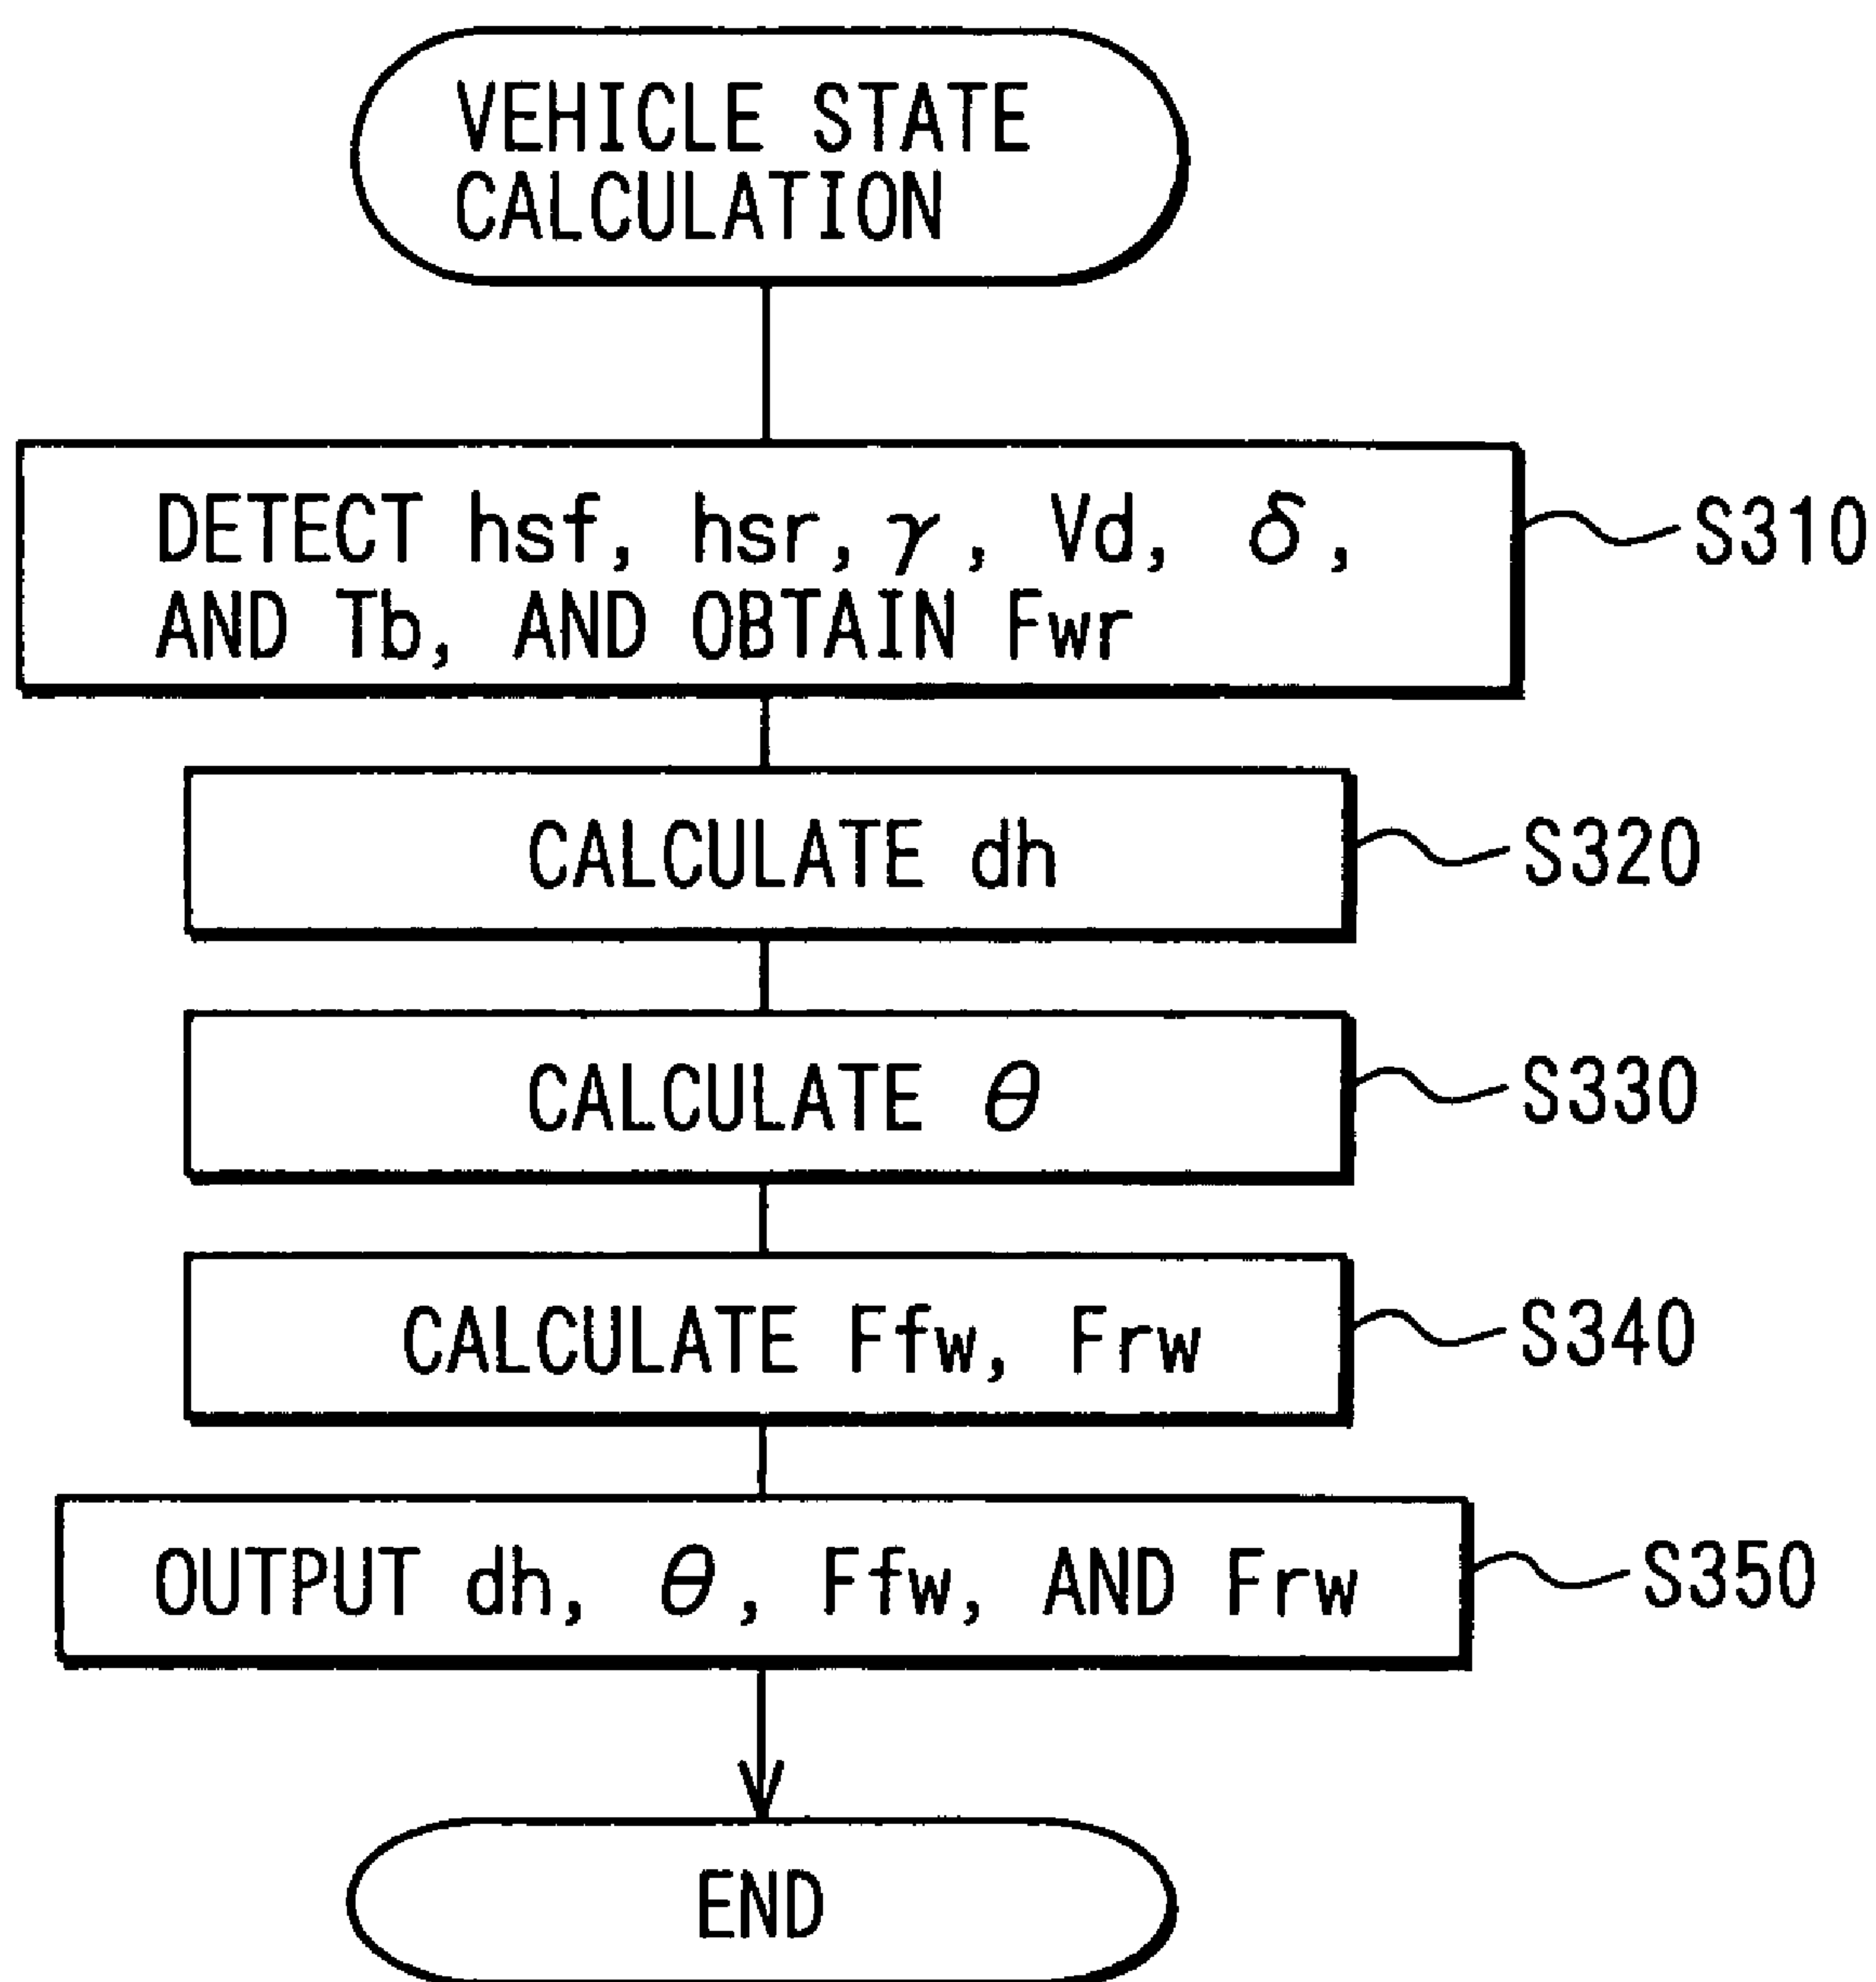 VEHICLE STATE
CALCULATION
DETECT hsf, hsr, γ, Vd, δ,
AND Tb, AND OBTAIN Fwr
S310
CALCULATE dh
S320
CALCULATE θ
S330
CALCULATE Ffw, Frw
S340
OUTPUT dh, θ, Ffw, AND Frw
S350
END